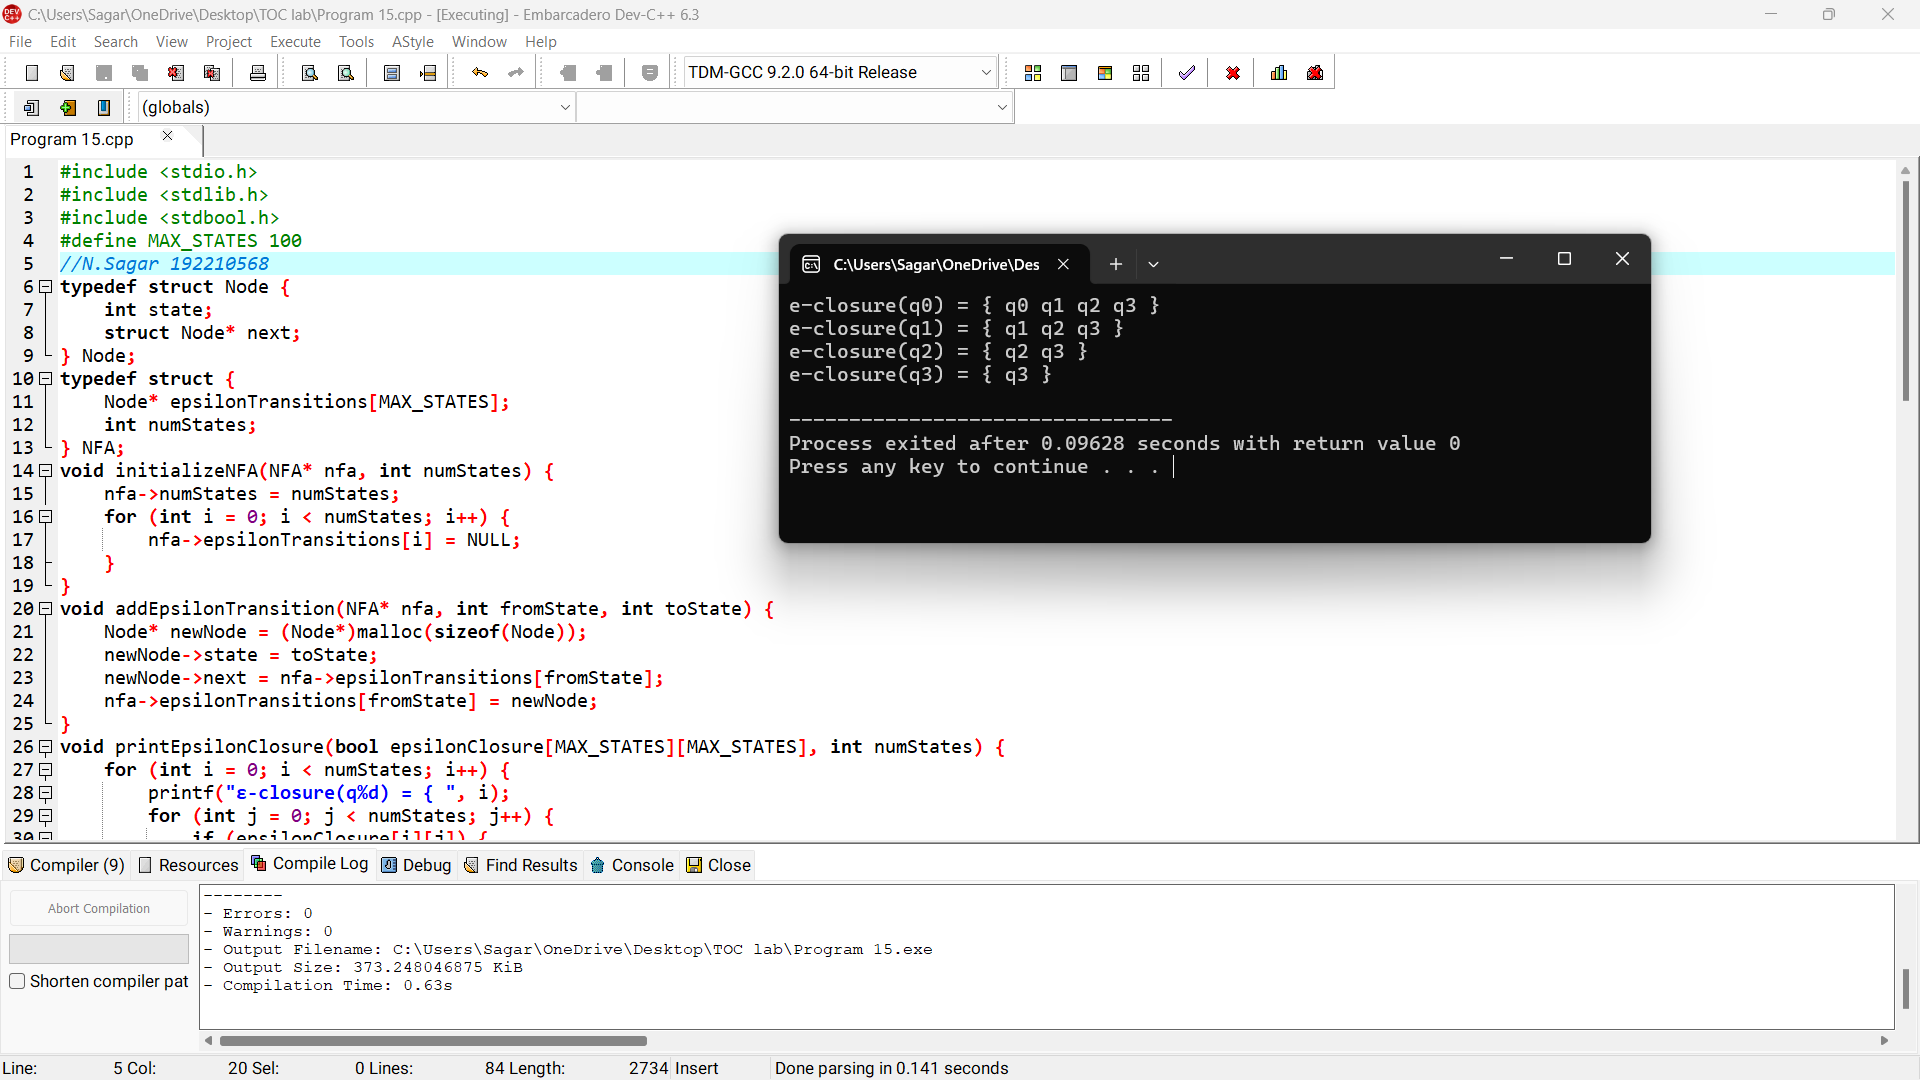 C:\Users\Sagar\OneDrive\Desktop\TOC lab\Program 15.cpp - [Executing] - Embarcadero Dev-C++ 6.3
File Edit Search View Project Execute Tools AStyle Window Help
TDM-GCC 9.2.0 64-bit Release
(globals)
Program 15.cpp
1 #include <stdio.h>
2 #include <stdlib.h>
3 #include <stdbool.h>
4 #define MAX_STATES 100
5 //N.Sagar 192210568
6 typedef struct Node {
7 int state;
8 struct Node* next;
9 } Node;
10 typedef struct {
11 Node* epsilonTransitions[MAX_STATES];
12 int numStates;
13 } NFA;
14 void initializeNFA(NFA* nfa, int numStates) {
15 nfa->numStates = numStates;
16 for (int i = 0; i < numStates; i++) {
17 nfa->epsilonTransitions[i] = NULL;
18 }
19 }
20 void addEpsilonTransition(NFA* nfa, int fromState, int toState) {
21 Node* newNode = (Node*)malloc(sizeof(Node));
22 newNode->state = toState;
23 newNode->next = nfa->epsilonTransitions[fromState];
24 nfa->epsilonTransitions[fromState] = newNode;
25 }
26 void printEpsilonClosure(bool epsilonClosure[MAX_STATES][MAX_STATES], int numStates) {
27 for (int i = 0; i < numStates; i++) {
28 printf("ε-closure(q%d) = { ", i);
29 for (int j = 0; j < numStates; j++) {
30 if (epsilonClosure[i][j]) {
C:\Users\Sagar\OneDrive\Des
e-closure(q0) = { q0 q1 q2 q3 }
e-closure(q1) = { q1 q2 q3 }
e-closure(q2) = { q2 q3 }
e-closure(q3) = { q3 }
--------------------------------
Process exited after 0.09628 seconds with return value 0
Press any key to continue . . .
Compiler (9) Resources Compile Log Debug Find Results Console Close
Abort Compilation
Shorten compiler pat
--------
- Errors: 0
- Warnings: 0
- Output Filename: C:\Users\Sagar\OneDrive\Desktop\TOC lab\Program 15.exe
- Output Size: 373.248046875 KiB
- Compilation Time: 0.63s
Line: 5 Col: 20 Sel: 0 Lines: 84 Length: 2734 Insert Done parsing in 0.141 seconds